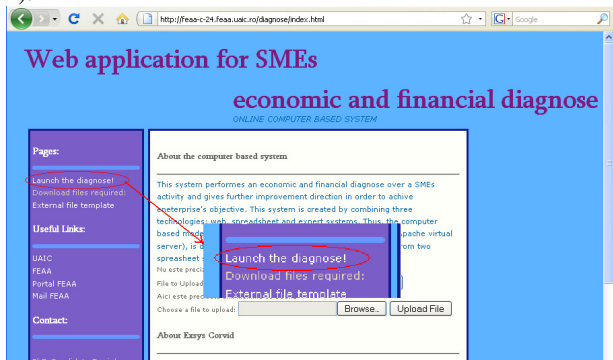 http://feaa-c-24.feaa.uaic.ro/diagnose/index.html
Google
Web application for SMEs
economic and financial diagnose
ONLINE COMPUTER BASED SYSTEM
Pages:
Launch the diagnose!
Download files required:
External file template
Useful Links:
UAIC
FEAA
Portal FEAA
Mail FEAA
Contact:
About the computer based system
This system performes an economic and financial diagnose over a SMEs
activity and gives further improvement direction in order to achive
eneterprise's objective. This system is created by combining three
technologies: web, spreadsheet and expert systems. Thus, the computer
based mode
pache virtual
server), is d
rom two
spreasheet
Nu este preci
File to Upload
Aici este pre
Choose a file to upload:
Launch the diagnose!
Download files required:
External file template
Browse..
Upload File
About Exsys Corvid